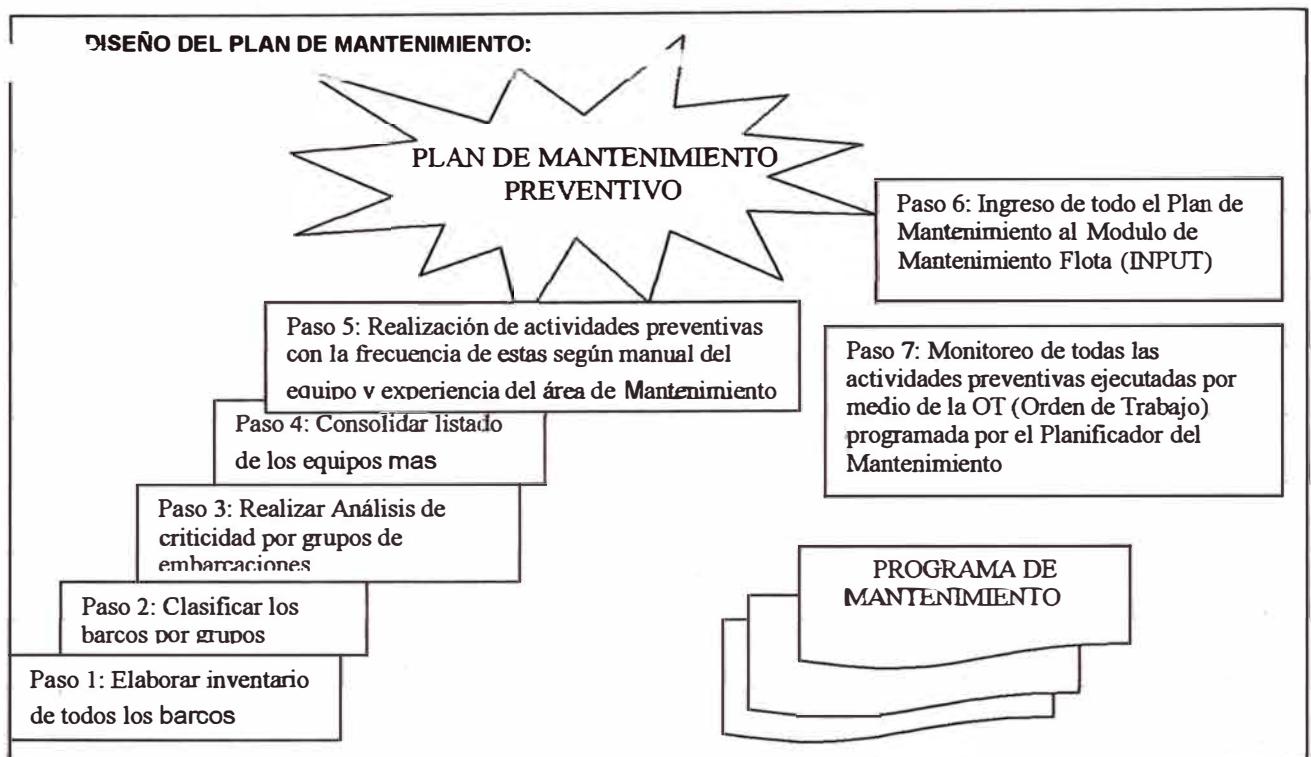 DISEÑO DEL PLAN DE MANTENIMIENTO:
PLAN DE MANTENIMIENTO
PREVENTIVO
Paso 1: Elaborar inventario
de todos los barcos
Paso 2: Clasificar los
barcos por grupos
Paso 3: Realizar Análisis de
criticidad por grupos de
embarcaciones
Paso 4: Consolidar listado
de los equipos mas
Paso 5: Realización de actividades preventivas
con la frecuencia de estas según manual del
equipo y experiencia del área de Mantenimiento
Paso 6: Ingreso de todo el Plan de
Mantenimiento al Modulo de
Mantenimiento Flota (INPUT)
Paso 7: Monitoreo de todas las
actividades preventivas ejecutadas por
medio de la OT (Orden de Trabajo)
programada por el Planificador del
Mantenimiento
PROGRAMA DE
MANTENIMIENTO